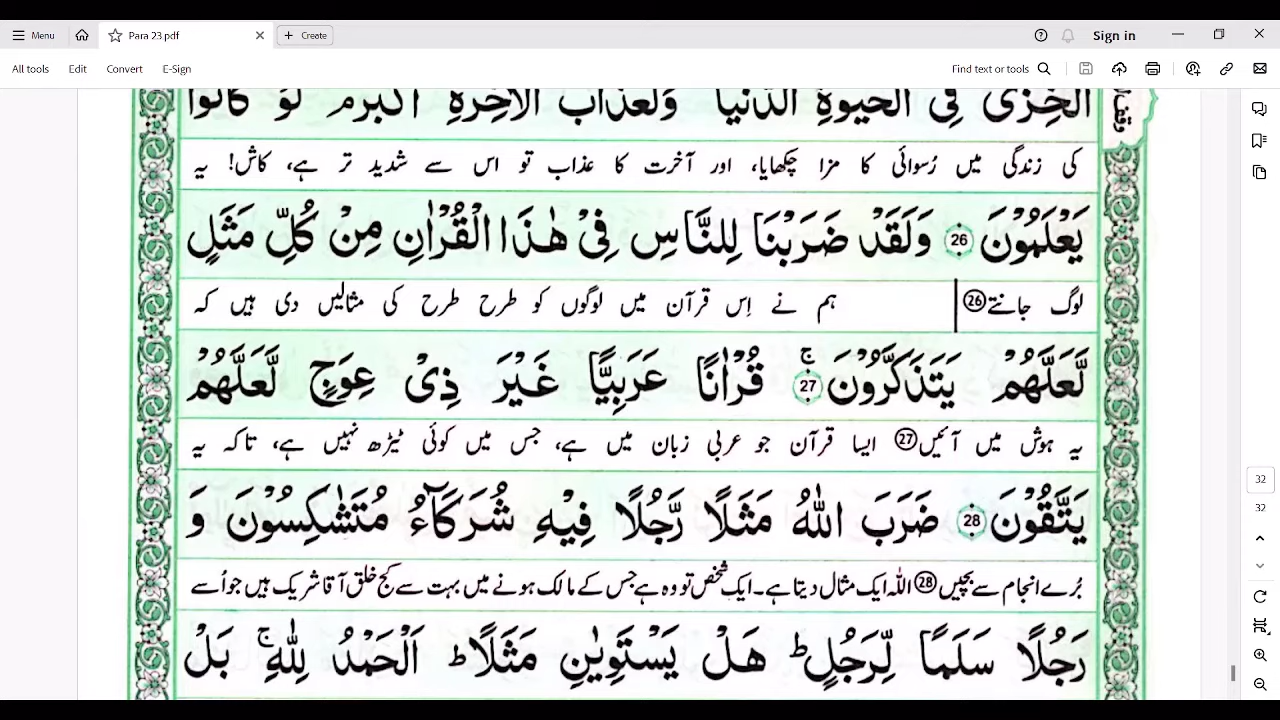 Menu Para 23.pdf Create Sign in
All tools Edit Convert E-Sign Find text or tools
الْخِزْیَ فِی الْحَیٰوةِ الدُّنْیَا وَلَعَذَابُ الْاٰخِرَةِ اَكْبَرُ م لَوْ كَانُوْا
کی زندگی میں رُسوائی کا مزا چکھایا، اور آخرت کا عذاب تو اس سے شدید تر ہے، کاش! یہ
یَعْلَمُوْنَ 26 وَلَقَدْ ضَرَبْنَا لِلنَّاسِ فِیْ هٰذَا الْقُرْاٰنِ مِنْ كُلِّ مَثَلٍ
لوگ جانتے 26 ہم نے اِس قرآن میں لوگوں کو طرح طرح کی مثالیں دی ہیں کہ
لَّعَلَّهُمْ یَتَذَكَّرُوْنَ ۚ 27 قُرْاٰنًا عَرَبِیًّا غَیْرَ ذِیْ عِوَجٍ لَّعَلَّهُمْ
یہ ہوش میں آئیں 27 ایسا قرآن جو عربی زبان میں ہے، جس میں کوئی ٹیڑھ نہیں ہے، تاکہ یہ
32
یَتَّقُوْنَ 28 ضَرَبَ اللّٰهُ مَثَلًا رَّجُلًا فِیْهِ شُرَكَآءُ مُتَشٰكِسُوْنَ وَ
32
بُرے انجام سے بچیں 28 اللہ ایک مثال دیتا ہے۔ ایک شخص تو وہ ہے جس کے مالک ہونے میں بہت سے کج خلق آقا شریک ہیں جو اُسے
رَجُلًا سَلَمًا لِّرَجُلٍ ؕ هَلْ یَسْتَوِیٰنِ مَثَلًا ؕ اَلْحَمْدُ لِلّٰهِ ۚ بَلْ